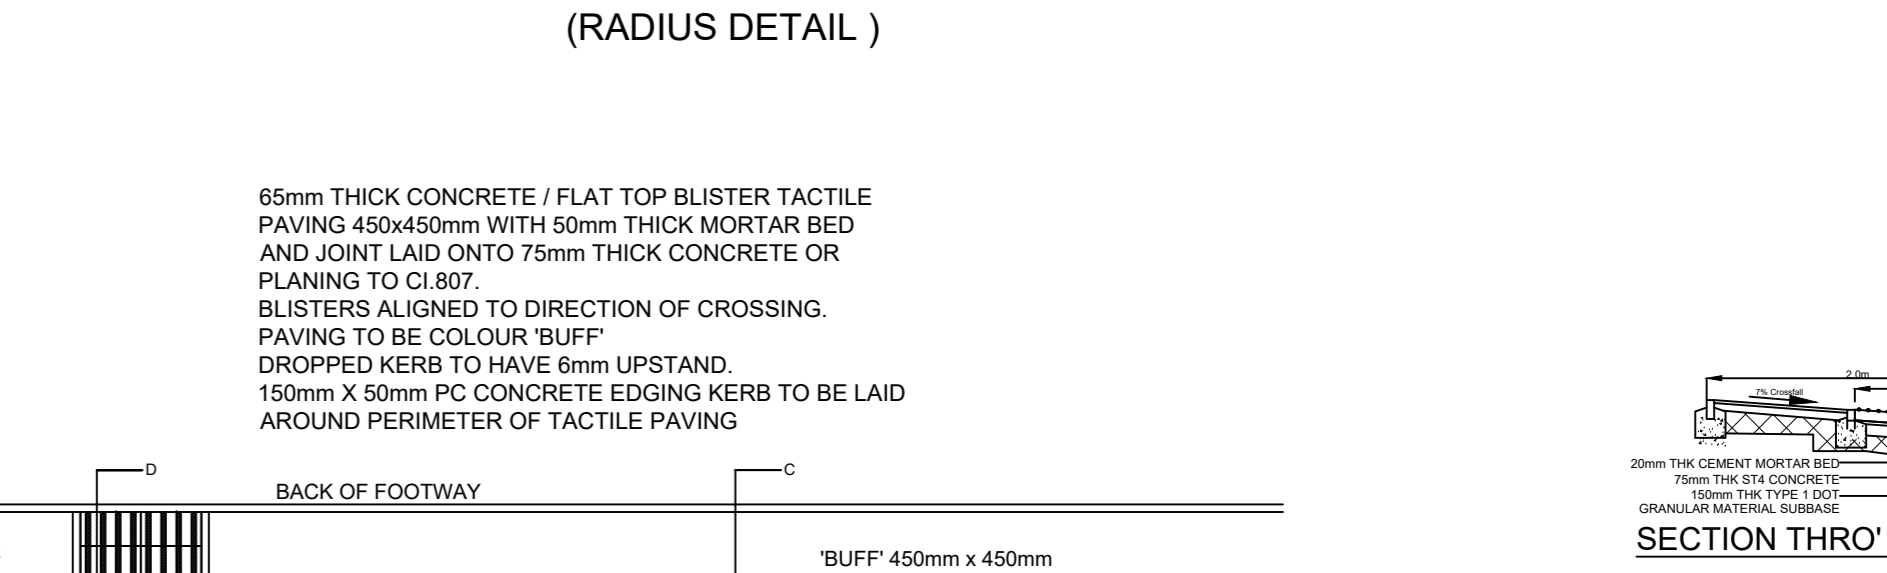 (RADIUS DETAIL )
65mm THICK CONCRETE / FLAT TOP BLISTER TACTILE
PAVING 450x450mm WITH 50mm THICK MORTAR BED
AND JOINT LAID ONTO 75mm THICK CONCRETE OR
PLANING TO Cl.807.
BLISTERS ALIGNED TO DIRECTION OF CROSSING.
PAVING TO BE COLOUR 'BUFF'
DROPPED KERB TO HAVE 6mm UPSTAND.
150mm X 50mm PC CONCRETE EDGING KERB TO BE LAID
AROUND PERIMETER OF TACTILE PAVING
D
C
BACK OF FOOTWAY
'BUFF' 450mm x 450mm
2.0m
7% Crossfall
20mm THK CEMENT MORTAR BED
75mm THK ST4 CONCRETE
150mm THK TYPE 1 DOT
GRANULAR MATERIAL SUBBASE
SECTION THRO'